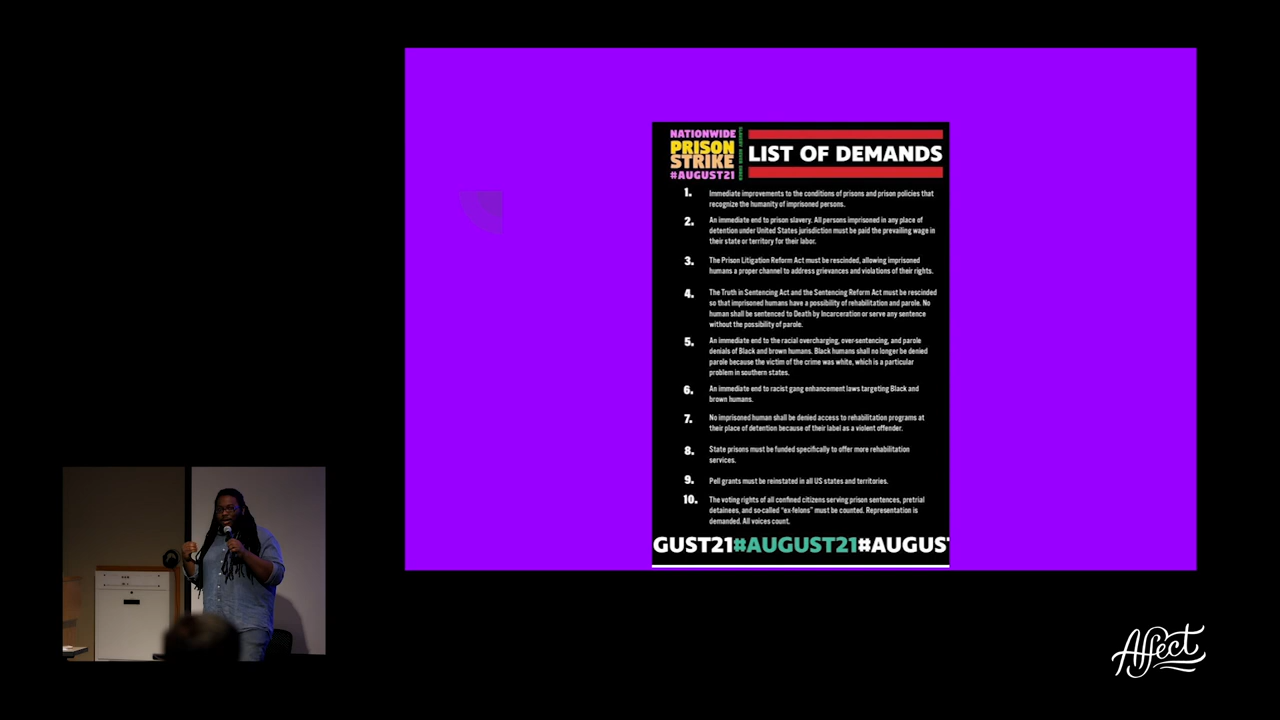 NATIONWIDE
PRISON
STRIKE
#AUGUST21
LIST OF DEMANDS
1. Immediate improvements to the conditions of prisons and prison policies that
recognize the humanity of imprisoned persons.
2. An immediate end to prison slavery. All persons imprisoned in any place of
detention under United States jurisdiction must be paid the prevailing wage in
their state or territory for their labor.
3. The Prison Litigation Reform Act must be rescinded, allowing imprisoned
humans a proper channel to address grievances and violations of their rights.
4. The Truth in Sentencing Act and the Sentencing Reform Act must be rescinded
so that imprisoned humans have a possibility of rehabilitation and parole. No
human shall be sentenced to Death by Incarceration or serve any sentence
without the possibility of parole.
5. An immediate end to the racial overcharging, over-sentencing, and parole
denials of Black and brown humans. Black humans shall no longer be denied
parole because the victim of the crime was white, which is a particular
problem in southern states.
6. An immediate end to racist gang enhancement laws targeting Black and
brown humans.
7. No imprisoned human shall be denied access to rehabilitation programs at
their place of detention because of their label as a violent offender.
8. State prisons must be funded specifically to offer more rehabilitation
services.
9. Pell grants must be reinstated in all US states and territories.
10. The voting rights of all confined citizens serving prison sentences, pretrial
detainees, and so-called "ex-felons" must be counted. Representation is
demanded. All voices count.
GUST21#AUGUST21#AUGUS
Affect